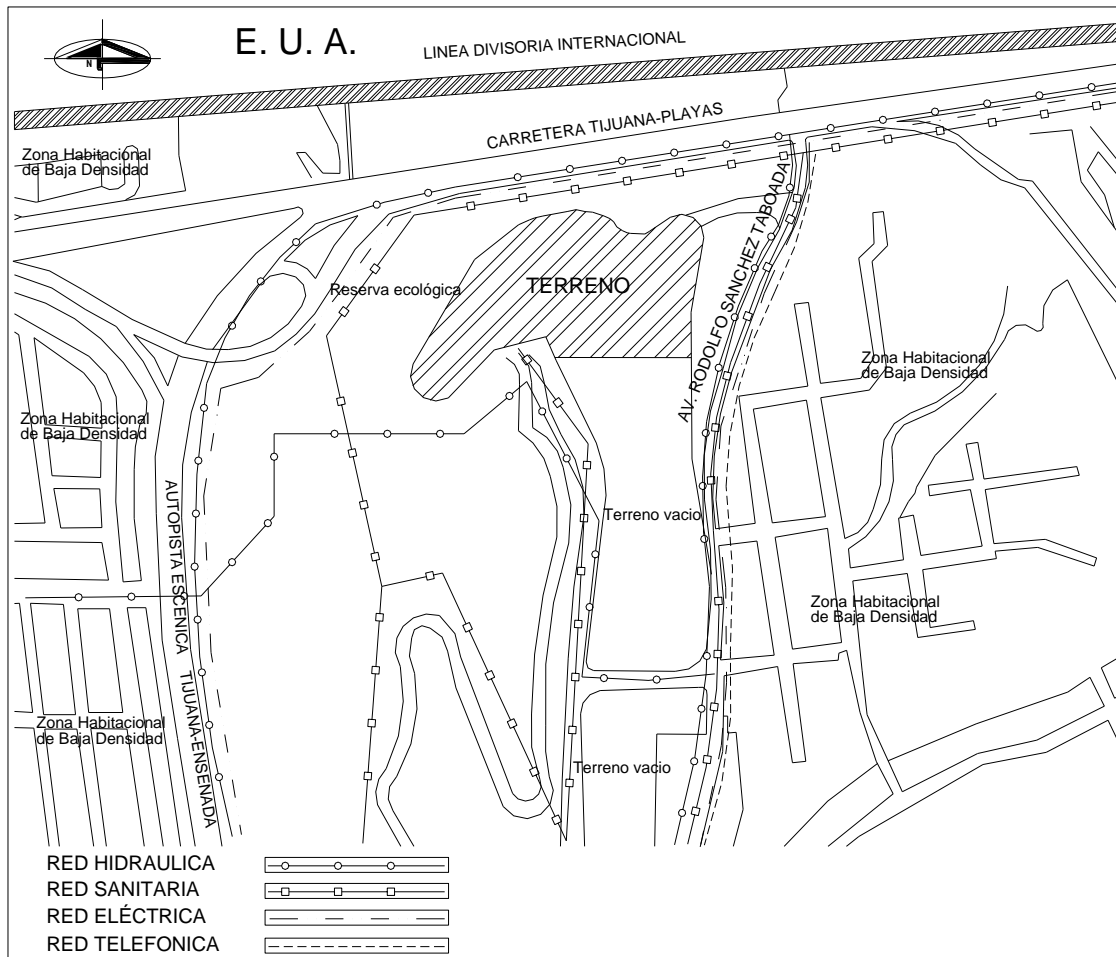 E. U. A.
LINEA DIVISORIA INTERNACIONAL
N
CARRETERA TIJUANA-PLAYAS
Zona Habitacional
de Baja Densidad
AV. RODOLFO SANCHEZ TABOADA
Reserva ecológica
TERRENO
Zona Habitacional
de Baja Densidad
Zona Habitacional
de Baja Densidad
AUTOPISTA ESCENICA TIJUANA-ENSENADA
Terreno vacio
Zona Habitacional
de Baja Densidad
Zona Habitacional
de Baja Densidad
Terreno vacio
RED HIDRAULICA
RED SANITARIA
RED ELÉCTRICA
RED TELEFONICA